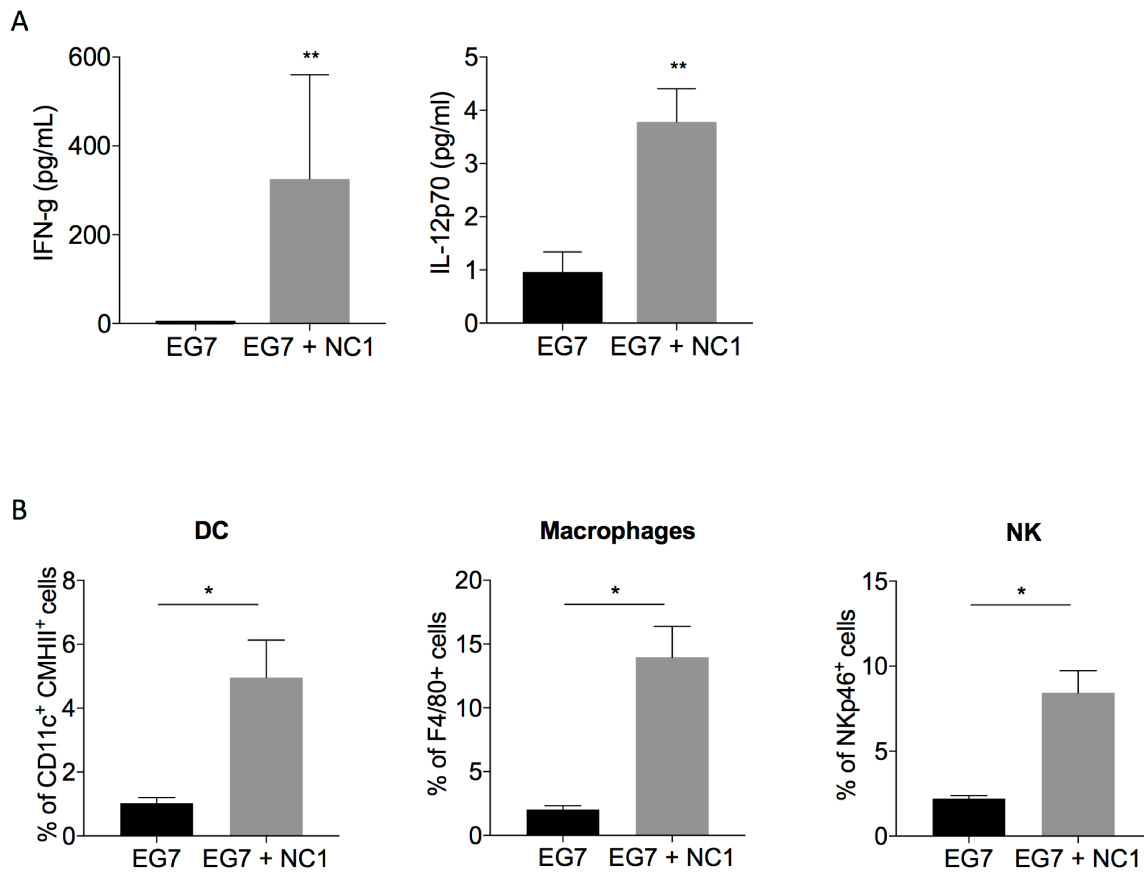 A
IFN-g (pg/mL)
600
400
200
0
**
EG7
EG7 + NC1
IL-12p70 (pg/ml)
5
4
3
2
1
0
**
EG7
EG7 + NC1
B
DC
% of CD11c⁺ CMHII⁺ cells
8
6
4
2
0
*
EG7
EG7 + NC1
Macrophages
% of F4/80+ cells
20
15
10
5
0
*
EG7
EG7 + NC1
NK
% of NKp46⁺ cells
15
10
5
0
*
EG7
EG7 + NC1